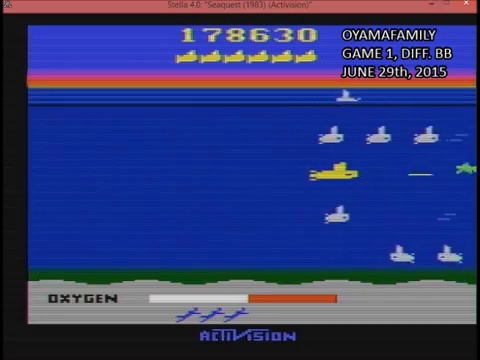 Stella 4.0: "Seaquest (1983) (Activision)"
178630
OYAMAFAMILY
GAME 1, DIFF. BB
JUNE 29th, 2015
OXYGEN
ACTIVISION